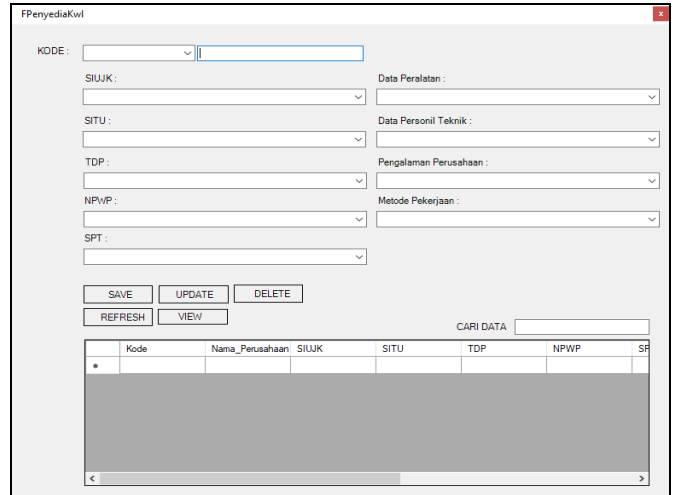 FPenyediaKwl
x
KODE :
SIUJK :
Data Peralatan :
SITU :
Data Personil Teknik :
TDP :
Pengalaman Perusahaan :
NPWP :
Metode Pekerjaan :
SPT :
SAVE UPDATE DELETE
REFRESH VIEW
CARI DATA
Kode Nama_Perusahaan SIUJK SITU TDP NPWP SP
*